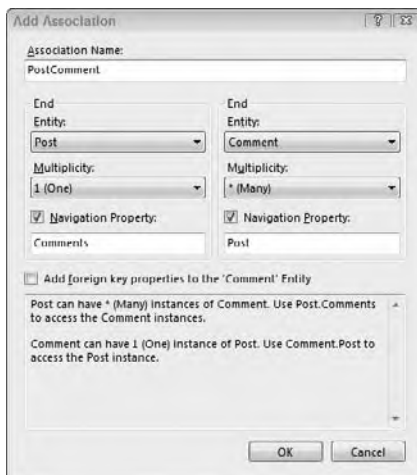 Add Association
Association Name:
PostComment
End
Entity:
Post
Multiplicity:
1 (One)
Navigation Property:
Comments
End
Entity:
Comment
Multiplicity:
* (Many)
Navigation Property:
Post
Add foreign key properties to the 'Comment' Entity
Post can have * (Many) instances of Comment. Use Post.Comments
to access the Comment instances.
Comment can have 1 (One) instance of Post. Use Comment.Post to
access the Post instance.
OK
Cancel